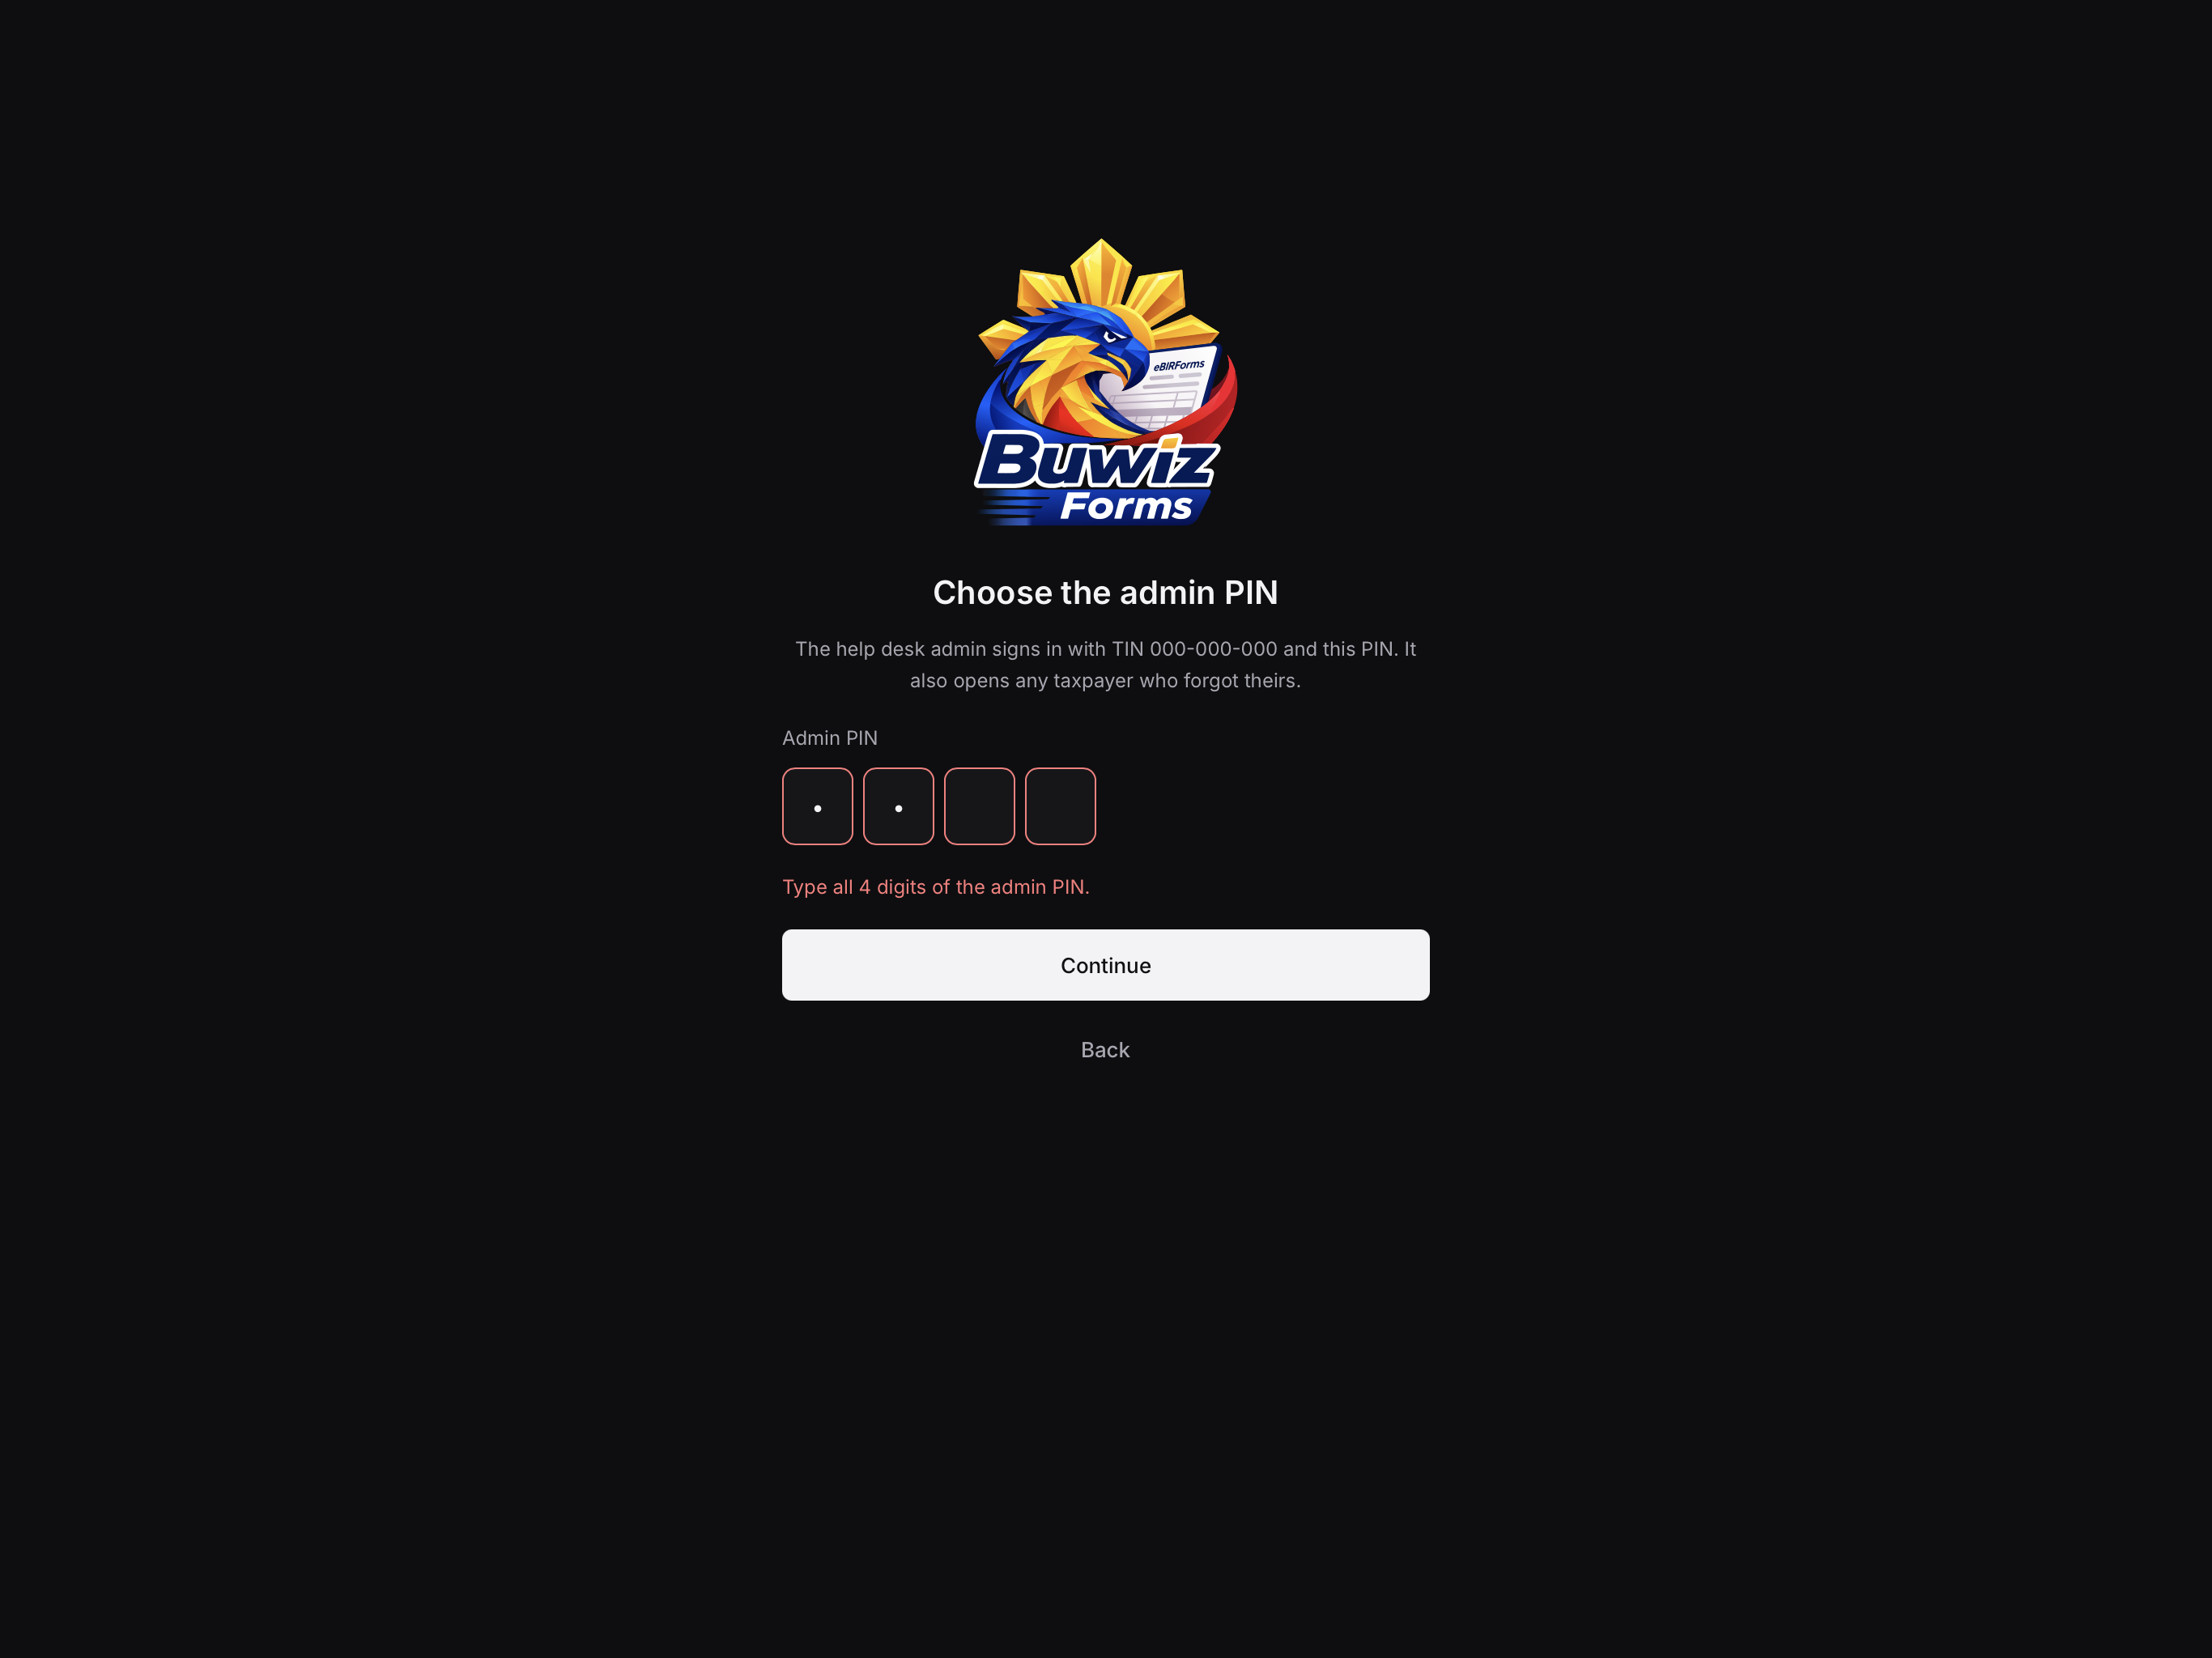 eBIRForms
Buwiz
Forms
Choose the admin PIN
The help desk admin signs in with TIN 000-000-000 and this PIN. It
also opens any taxpayer who forgot theirs.
Admin PIN
Type all 4 digits of the admin PIN.
Continue
Back